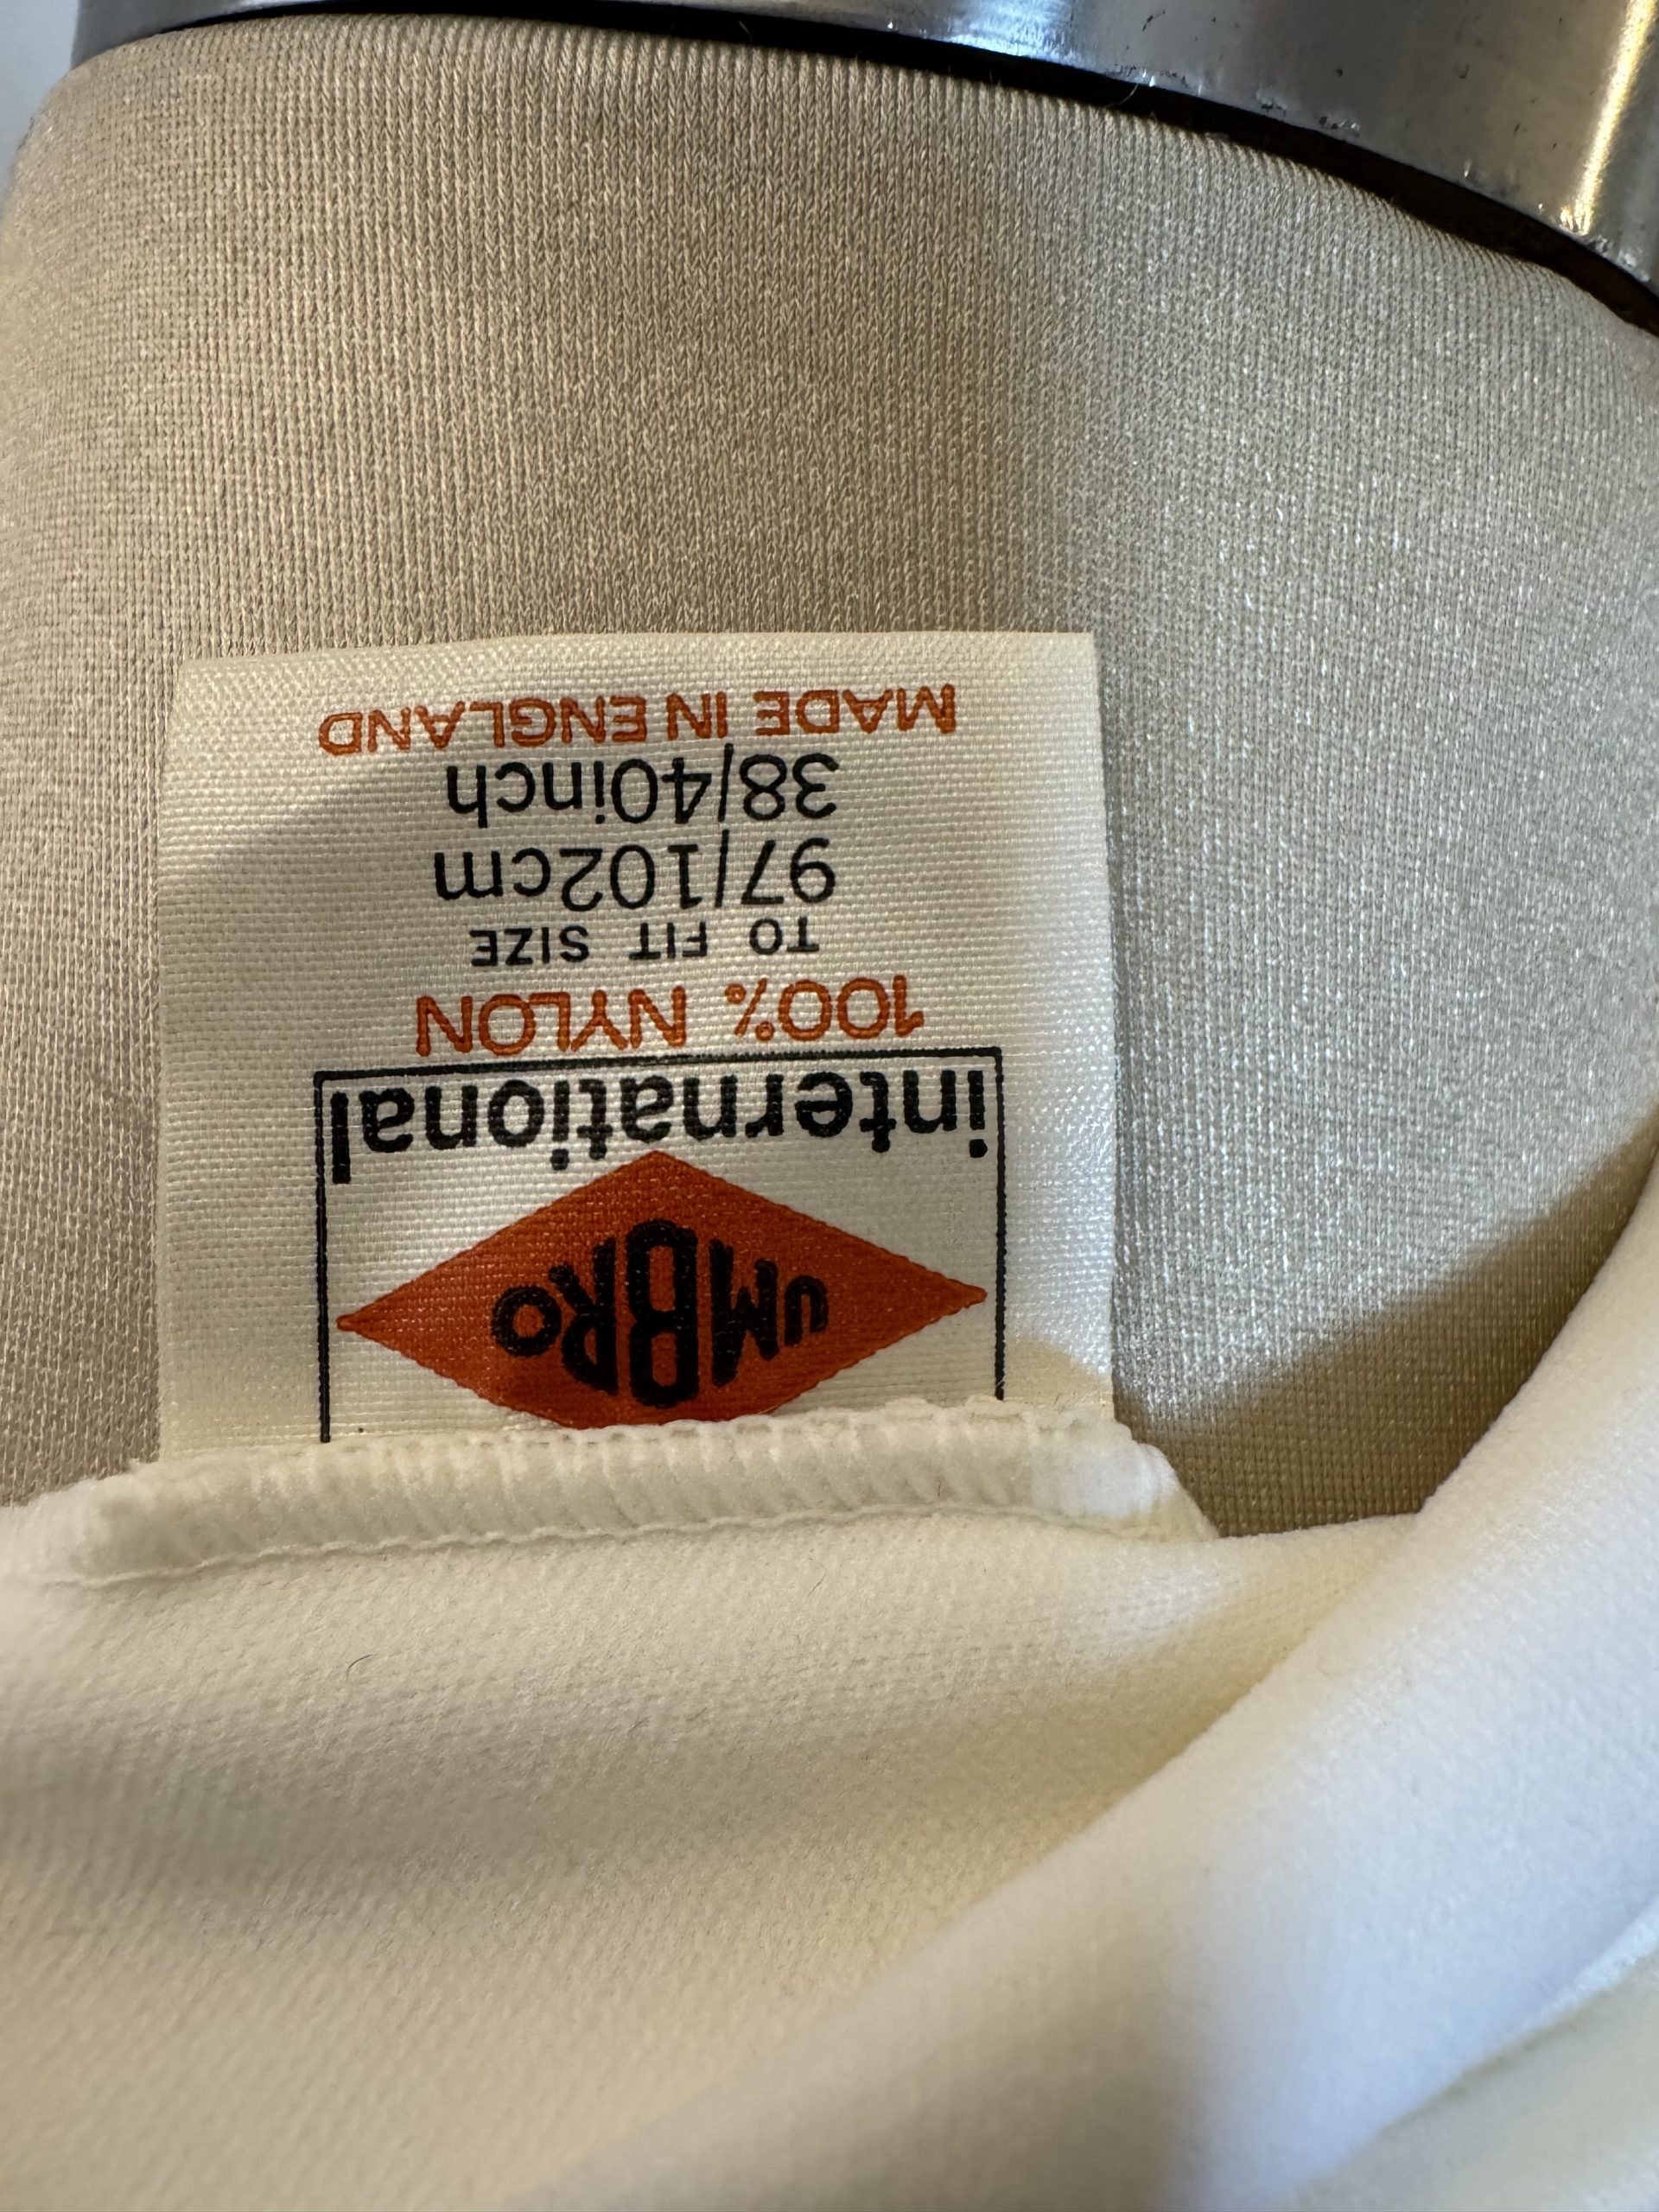 UMBRO
international
100% NYLON
TO FIT SIZE
97/102cm
38/40inch
MADE IN ENGLAND